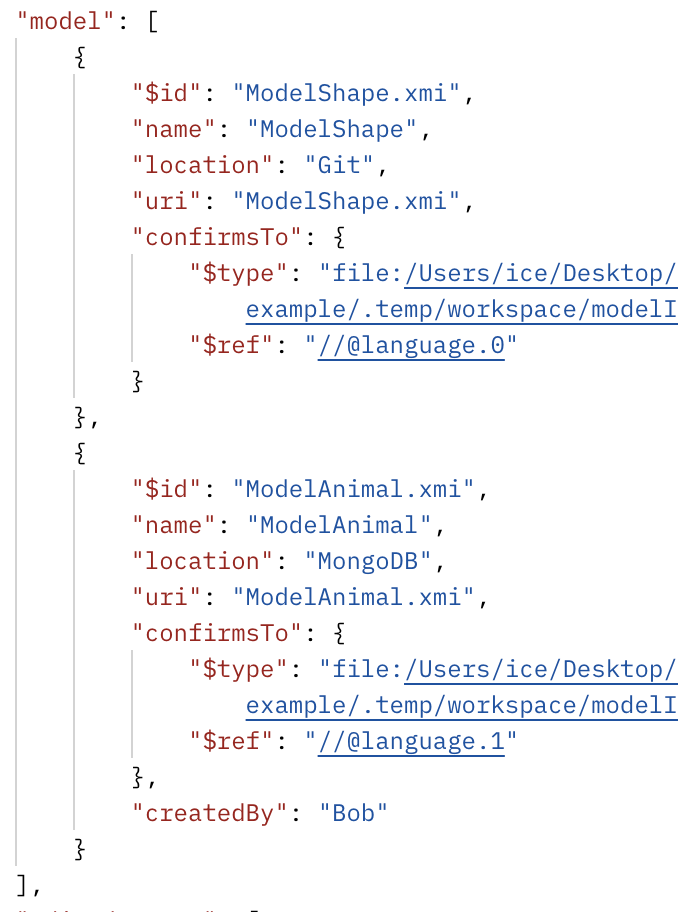 "model": [
{
"$id": "ModelShape.xmi",
"name": "ModelShape",
"location": "Git",
"uri": "ModelShape.xmi",
"confirmsTo": {
"$type": "file:/Users/ice/Desktop/
example/.temp/workspace/modelI
"$ref": "//@language.0"
}
},
{
"$id": "ModelAnimal.xmi",
"name": "ModelAnimal",
"location": "MongoDB",
"uri": "ModelAnimal.xmi",
"confirmsTo": {
"$type": "file:/Users/ice/Desktop/
example/.temp/workspace/modelI
"$ref": "//@language.1"
},
"createdBy": "Bob"
}
],